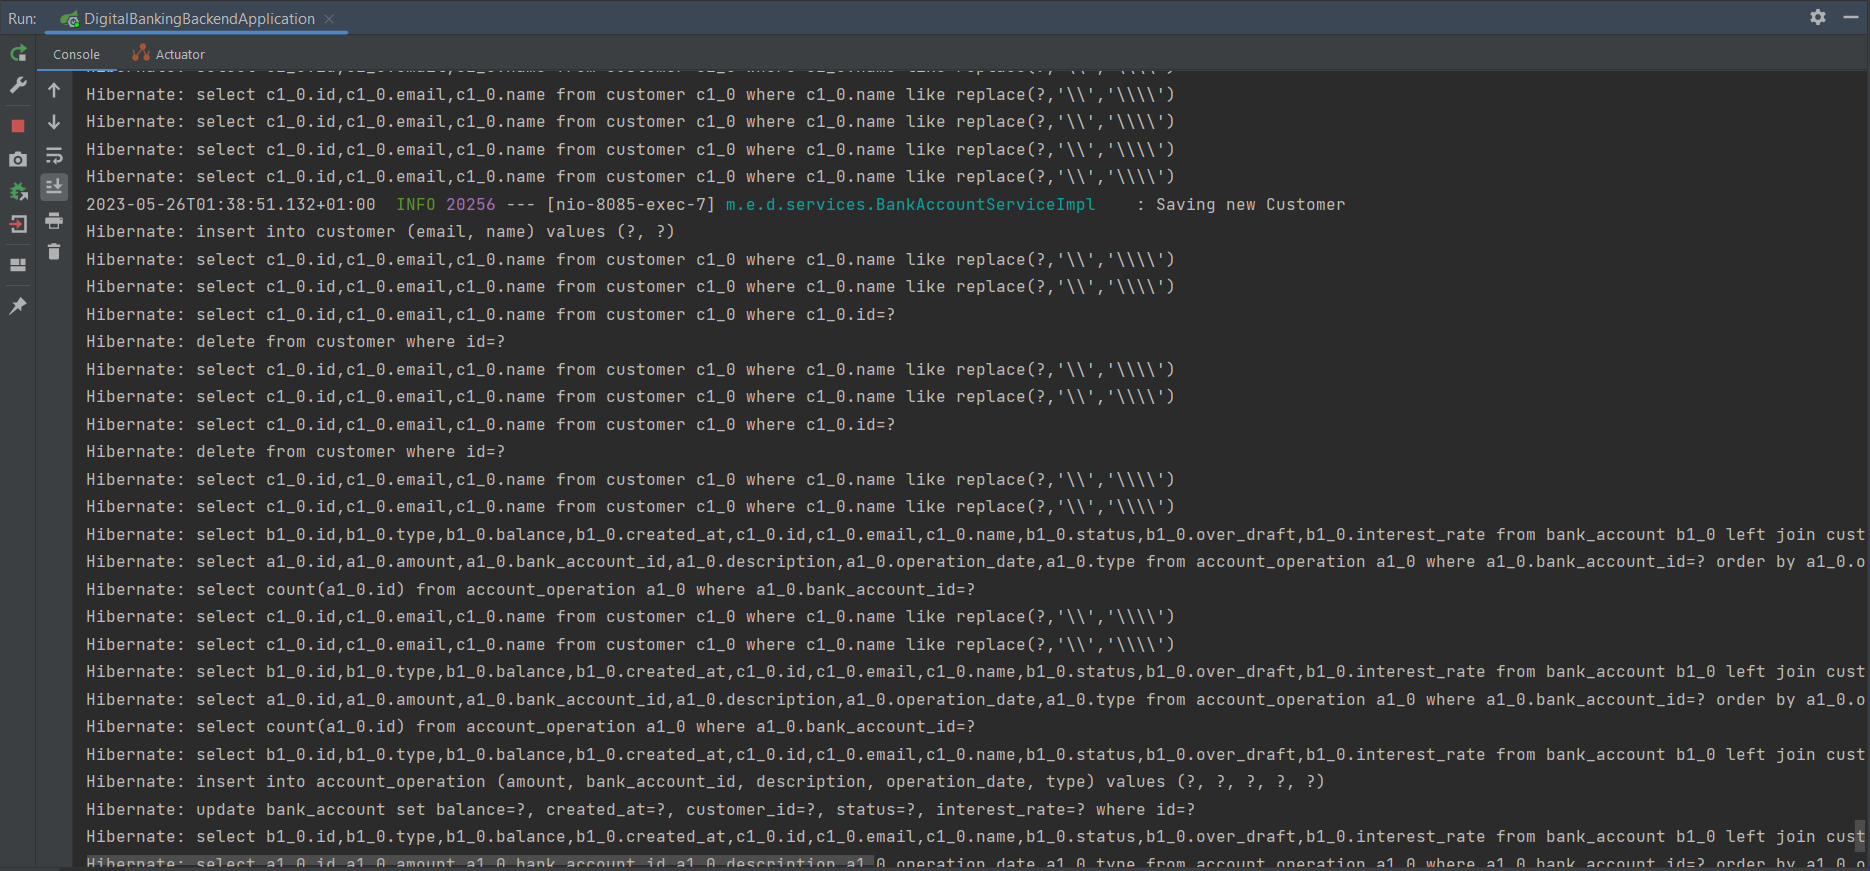 Run: DigitalBankingBackendApplication
Console Actuator
Hibernate: select c1_0.id,c1_0.email,c1_0.name from customer c1_0 where c1_0.name like replace(?,'\\','\\\\')
Hibernate: select c1_0.id,c1_0.email,c1_0.name from customer c1_0 where c1_0.name like replace(?,'\\','\\\\')
Hibernate: select c1_0.id,c1_0.email,c1_0.name from customer c1_0 where c1_0.name like replace(?,'\\','\\\\')
Hibernate: select c1_0.id,c1_0.email,c1_0.name from customer c1_0 where c1_0.name like replace(?,'\\','\\\\')
Hibernate: select c1_0.id,c1_0.email,c1_0.name from customer c1_0 where c1_0.name like replace(?,'\\','\\\\')
2023-05-26T01:38:51.132+01:00  INFO 20256 --- [nio-8085-exec-7] m.e.d.services.BankAccountServiceImpl    : Saving new Customer
Hibernate: insert into customer (email, name) values (?, ?)
Hibernate: select c1_0.id,c1_0.email,c1_0.name from customer c1_0 where c1_0.name like replace(?,'\\','\\\\')
Hibernate: select c1_0.id,c1_0.email,c1_0.name from customer c1_0 where c1_0.name like replace(?,'\\','\\\\')
Hibernate: select c1_0.id,c1_0.email,c1_0.name from customer c1_0 where c1_0.id=?
Hibernate: delete from customer where id=?
Hibernate: select c1_0.id,c1_0.email,c1_0.name from customer c1_0 where c1_0.name like replace(?,'\\','\\\\')
Hibernate: select c1_0.id,c1_0.email,c1_0.name from customer c1_0 where c1_0.name like replace(?,'\\','\\\\')
Hibernate: select c1_0.id,c1_0.email,c1_0.name from customer c1_0 where c1_0.id=?
Hibernate: delete from customer where id=?
Hibernate: select c1_0.id,c1_0.email,c1_0.name from customer c1_0 where c1_0.name like replace(?,'\\','\\\\')
Hibernate: select c1_0.id,c1_0.email,c1_0.name from customer c1_0 where c1_0.name like replace(?,'\\','\\\\')
Hibernate: select b1_0.id,b1_0.type,b1_0.balance,b1_0.created_at,c1_0.id,c1_0.email,c1_0.name,b1_0.status,b1_0.over_draft,b1_0.interest_rate from bank_account b1_0 left join cust
Hibernate: select a1_0.id,a1_0.amount,a1_0.bank_account_id,a1_0.description,a1_0.operation_date,a1_0.type from account_operation a1_0 where a1_0.bank_account_id=? order by a1_0.o
Hibernate: select count(a1_0.id) from account_operation a1_0 where a1_0.bank_account_id=?
Hibernate: select c1_0.id,c1_0.email,c1_0.name from customer c1_0 where c1_0.name like replace(?,'\\','\\\\')
Hibernate: select c1_0.id,c1_0.email,c1_0.name from customer c1_0 where c1_0.name like replace(?,'\\','\\\\')
Hibernate: select b1_0.id,b1_0.type,b1_0.balance,b1_0.created_at,c1_0.id,c1_0.email,c1_0.name,b1_0.status,b1_0.over_draft,b1_0.interest_rate from bank_account b1_0 left join cust
Hibernate: select a1_0.id,a1_0.amount,a1_0.bank_account_id,a1_0.description,a1_0.operation_date,a1_0.type from account_operation a1_0 where a1_0.bank_account_id=? order by a1_0.o
Hibernate: select count(a1_0.id) from account_operation a1_0 where a1_0.bank_account_id=?
Hibernate: select b1_0.id,b1_0.type,b1_0.balance,b1_0.created_at,c1_0.id,c1_0.email,c1_0.name,b1_0.status,b1_0.over_draft,b1_0.interest_rate from bank_account b1_0 left join cust
Hibernate: insert into account_operation (amount, bank_account_id, description, operation_date, type) values (?, ?, ?, ?, ?)
Hibernate: update bank_account set balance=?, created_at=?, customer_id=?, status=?, interest_rate=? where id=?
Hibernate: select b1_0.id,b1_0.type,b1_0.balance,b1_0.created_at,c1_0.id,c1_0.email,c1_0.name,b1_0.status,b1_0.over_draft,b1_0.interest_rate from bank_account b1_0 left join cust
Hibernate: select a1_0.id,a1_0.amount,a1_0.bank_account_id,a1_0.description,a1_0.operation_date,a1_0.type from account_operation a1_0 where a1_0.bank_account_id=? order by a1_0.o